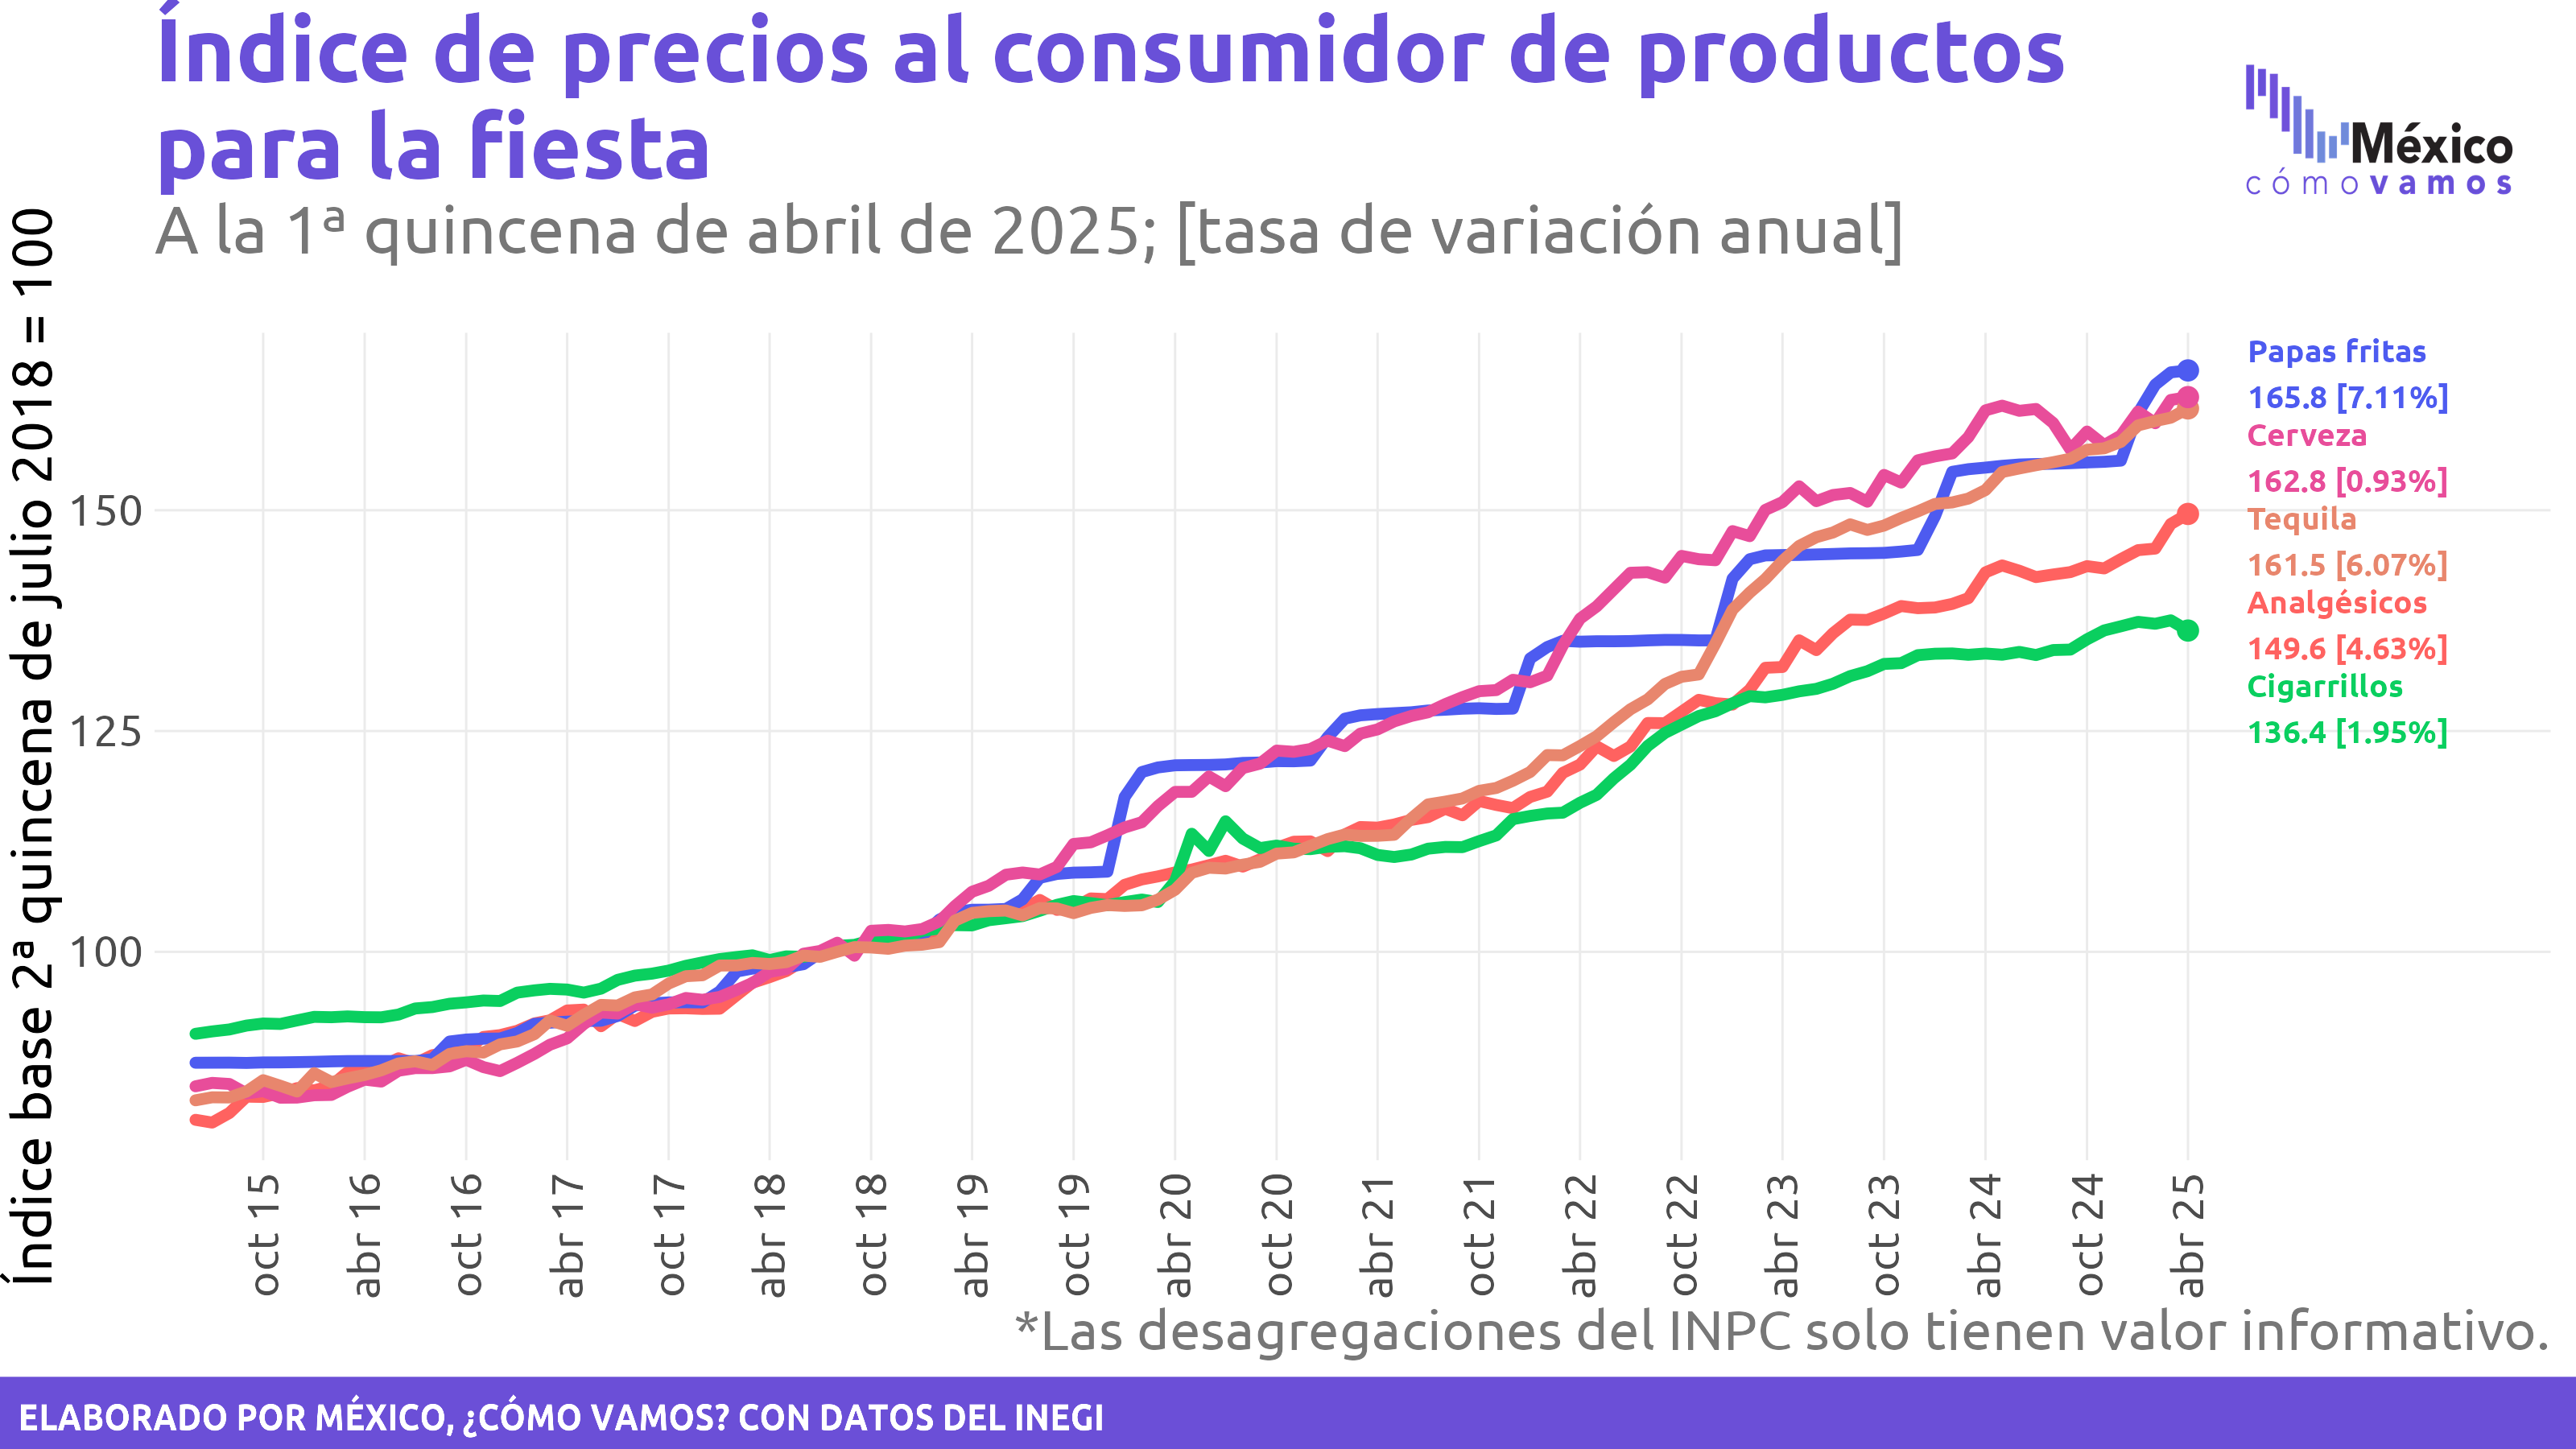 Índice de precios al consumidor de productos
para la fiesta
A la 1ª quincena de abril de 2025; [tasa de variación anual]
México
cómovamos
Índice base 2ª quincena de julio 2018 = 100
150
125
100
Papas fritas
165.8 [7.11%]
Cerveza
162.8 [0.93%]
Tequila
161.5 [6.07%]
Analgésicos
149.6 [4.63%]
Cigarrillos
136.4 [1.95%]
oct 15
abr 16
oct 16
abr 17
oct 17
abr 18
oct 18
abr 19
oct 19
abr 20
oct 20
abr 21
oct 21
abr 22
oct 22
abr 23
oct 23
abr 24
oct 24
abr 25
*Las desagregaciones del INPC solo tienen valor informativo.
ELABORADO POR MÉXICO, ¿CÓMO VAMOS? CON DATOS DEL INEGI